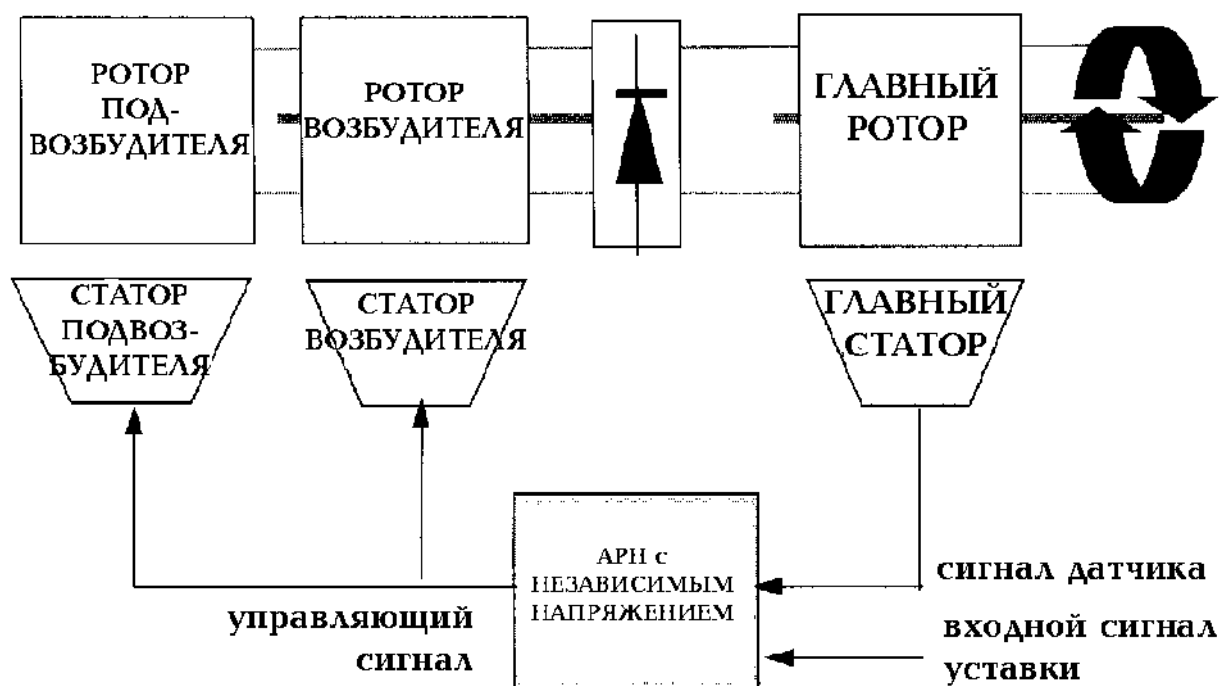 РОТОР
ПОД-
ВОЗБУДИТЕЛЯ
РОТОР
ВОЗБУДИТЕЛЯ
ГЛАВНЫЙ
РОТОР
СТАТОР
ПОДВОЗ-
БУДИТЕЛЯ
СТАТОР
ВОЗБУДИТЕЛЯ
ГЛАВНЫЙ
СТАТОР
АРН с
НЕЗАВИСИМЫМ
НАПРЯЖЕНИЕМ
управляющий
сигнал
сигнал датчика
входной сигнал
уставки